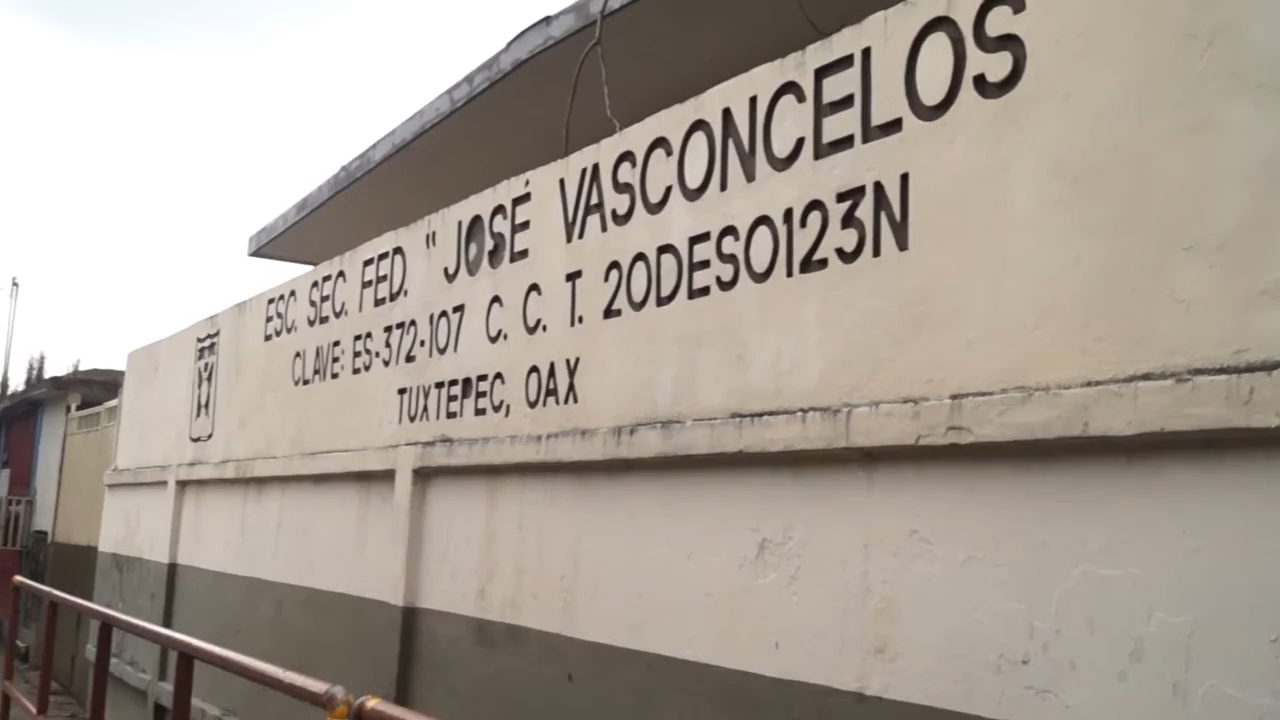 ESC. SEC. FED. "JOSÉ VASCONCELOS
CLAVE: ES-372-107 C. C. T. 20DES0123N
TUXTEPEC, OAX